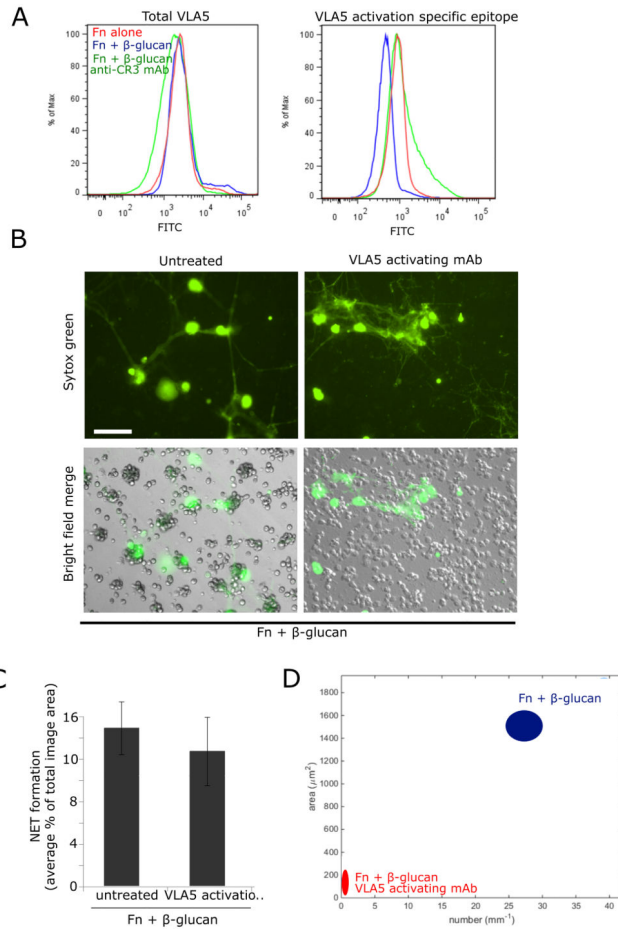 A
Total VLA5
VLA5 activation specific epitope
Fn alone
Fn + β-glucan
Fn + β-glucan
anti-CR3 mAb
% of Max
100
80
60
40
20
0
0 10² 10³ 10⁴ 10⁵
FITC
% of Max
100
80
60
40
20
0
0 10² 10³ 10⁴ 10⁵
FITC
B
Untreated
VLA5 activating mAb
Sytox green
Bright field merge
Fn + β-glucan
C
NET formation
(average % of total image area)
16
10
8
4
0
untreated
VLA5 activatio..
Fn + β-glucan
D
area (μm²)
1800
1600
1400
1200
1000
800
600
400
200
0
Fn + β-glucan
Fn + β-glucan
VLA5 activating mAb
0 5 10 15 20 25 30 35 40
number (mm⁻¹)